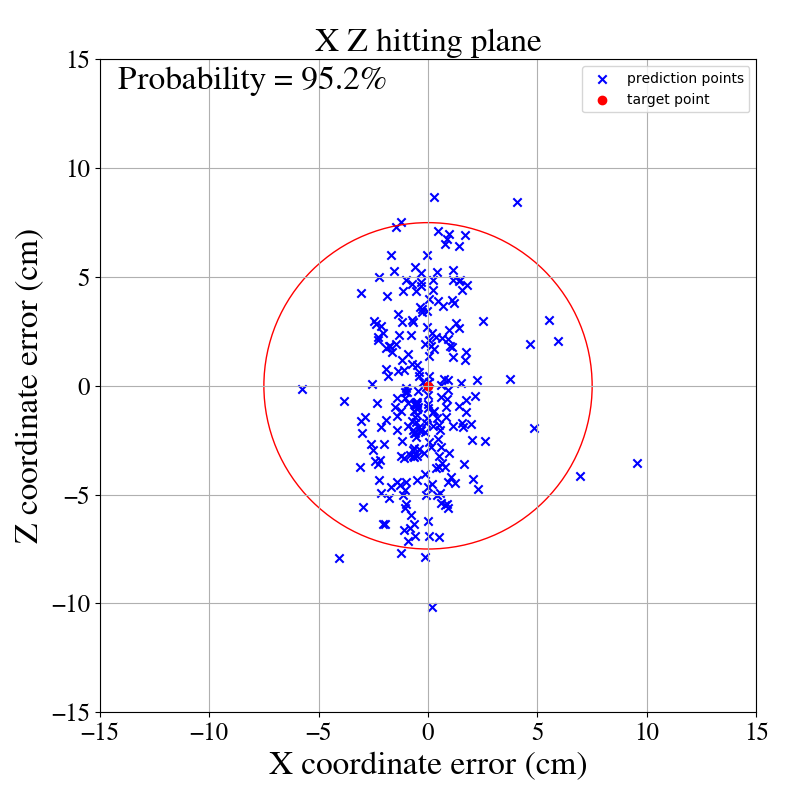 X Z hitting plane
Probability = 95.2%
prediction points
target point
Z coordinate error (cm)
15
10
5
0
−5
−10
−15
−15 −10 −5 0 5 10 15
X coordinate error (cm)